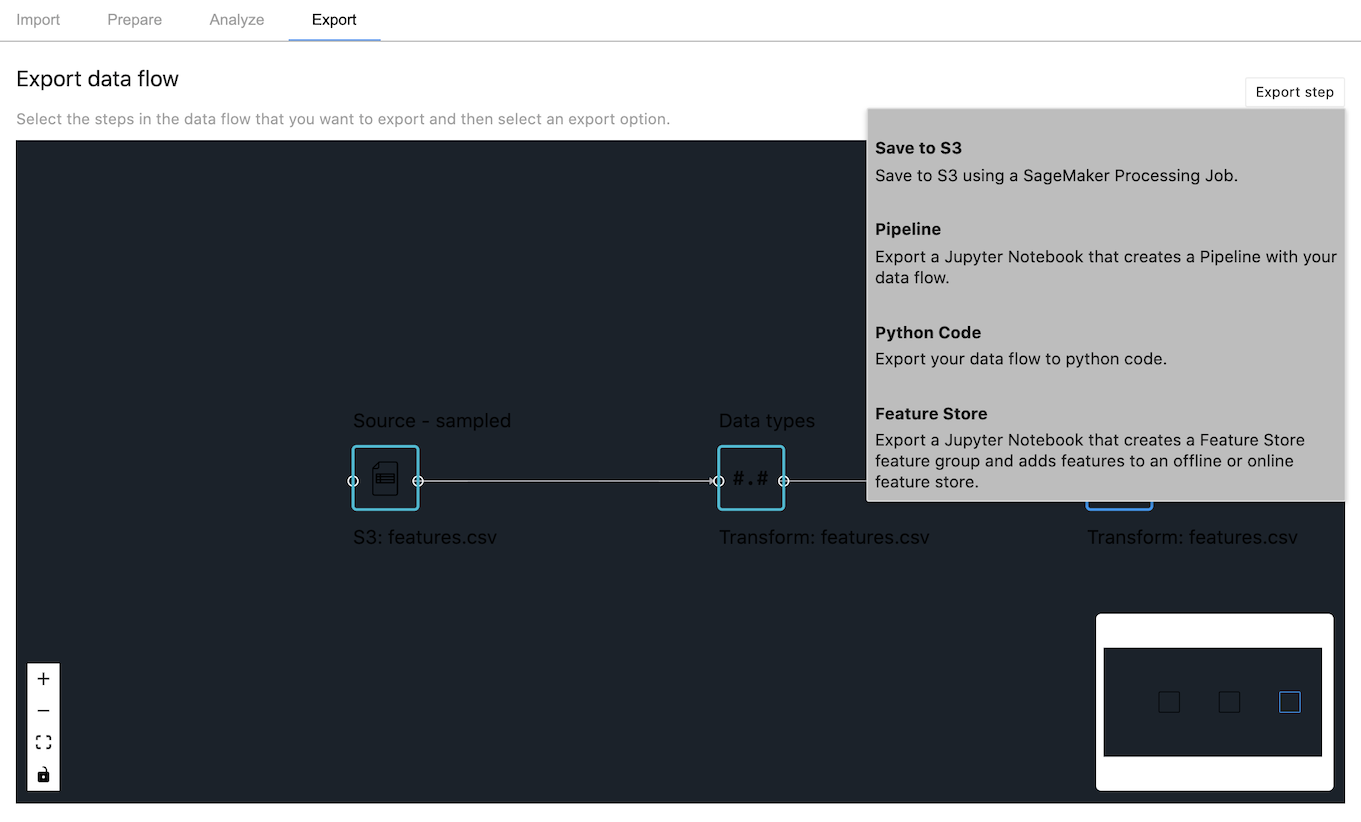 Import Prepare Analyze Export
Export data flow
Export step
Select the steps in the data flow that you want to export and then select an export option.
Save to S3
Save to S3 using a SageMaker Processing Job.
Pipeline
Export a Jupyter Notebook that creates a Pipeline with your
data flow.
Python Code
Export your data flow to python code.
Feature Store
Export a Jupyter Notebook that creates a Feature Store
feature group and adds features to an offline or online
feature store.
Source - sampled
Data types
#.#
S3: features.csv
Transform: features.csv
Transform: features.csv